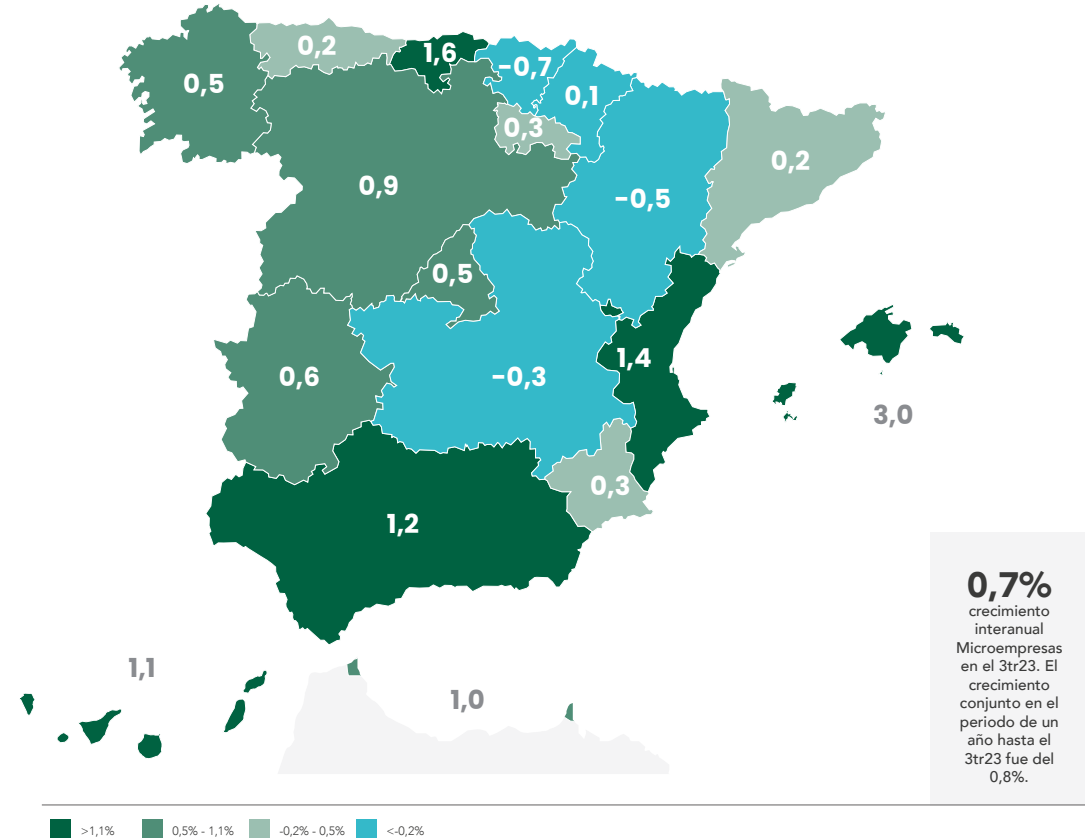 0,2
1,6
-0,7
0,5
0,1
0,3
0,2
0,9
-0,5
0,5
1,4
0,6
-0,3
3,0
0,3
1,2
1,1
1,0
0,7%
crecimiento
interanual
Microempresas
en el 3tr23. El
crecimiento
conjunto en el
periodo de un
año hasta el
3tr23 fue del
0,8%.
>1,1% 0,5% - 1,1% -0,2% - 0,5% <-0,2%